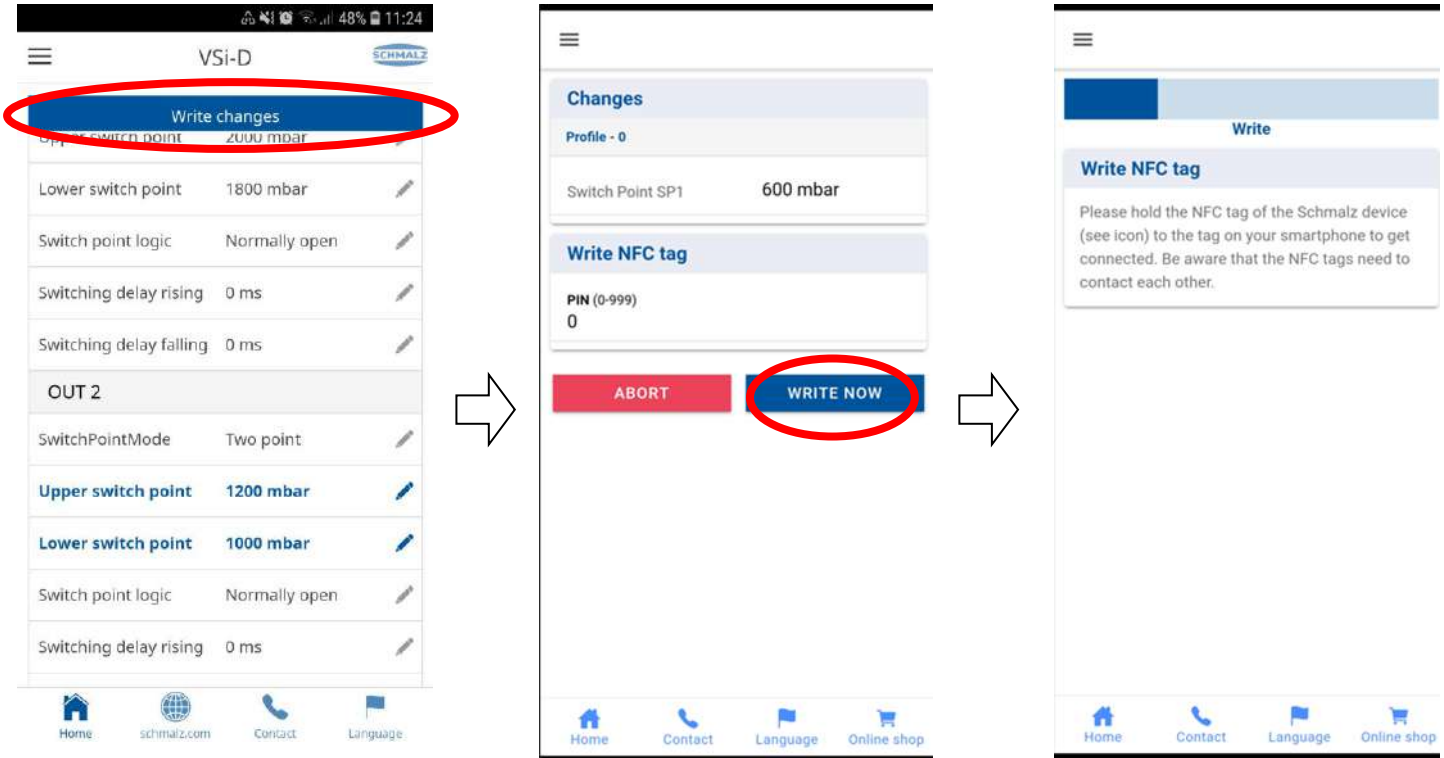 48% 11:24
VSi-D
SCHMALZ
Write changes
Upper switch point 2000 mbar
Lower switch point 1800 mbar
Switch point logic Normally open
Switching delay rising 0 ms
Switching delay falling 0 ms
OUT 2
SwitchPointMode Two point
Upper switch point 1200 mbar
Lower switch point 1000 mbar
Switch point logic Normally open
Switching delay rising 0 ms
Home schmalz.com Contact Language
Changes
Profile - 0
Switch Point SP1 600 mbar
Write NFC tag
PIN (0-999)
0
ABORT WRITE NOW
Home Contact Language Online shop
Write
Write NFC tag
Please hold the NFC tag of the Schmalz device
(see icon) to the tag on your smartphone to get
connected. Be aware that the NFC tags need to
contact each other.
Home Contact Language Online shop